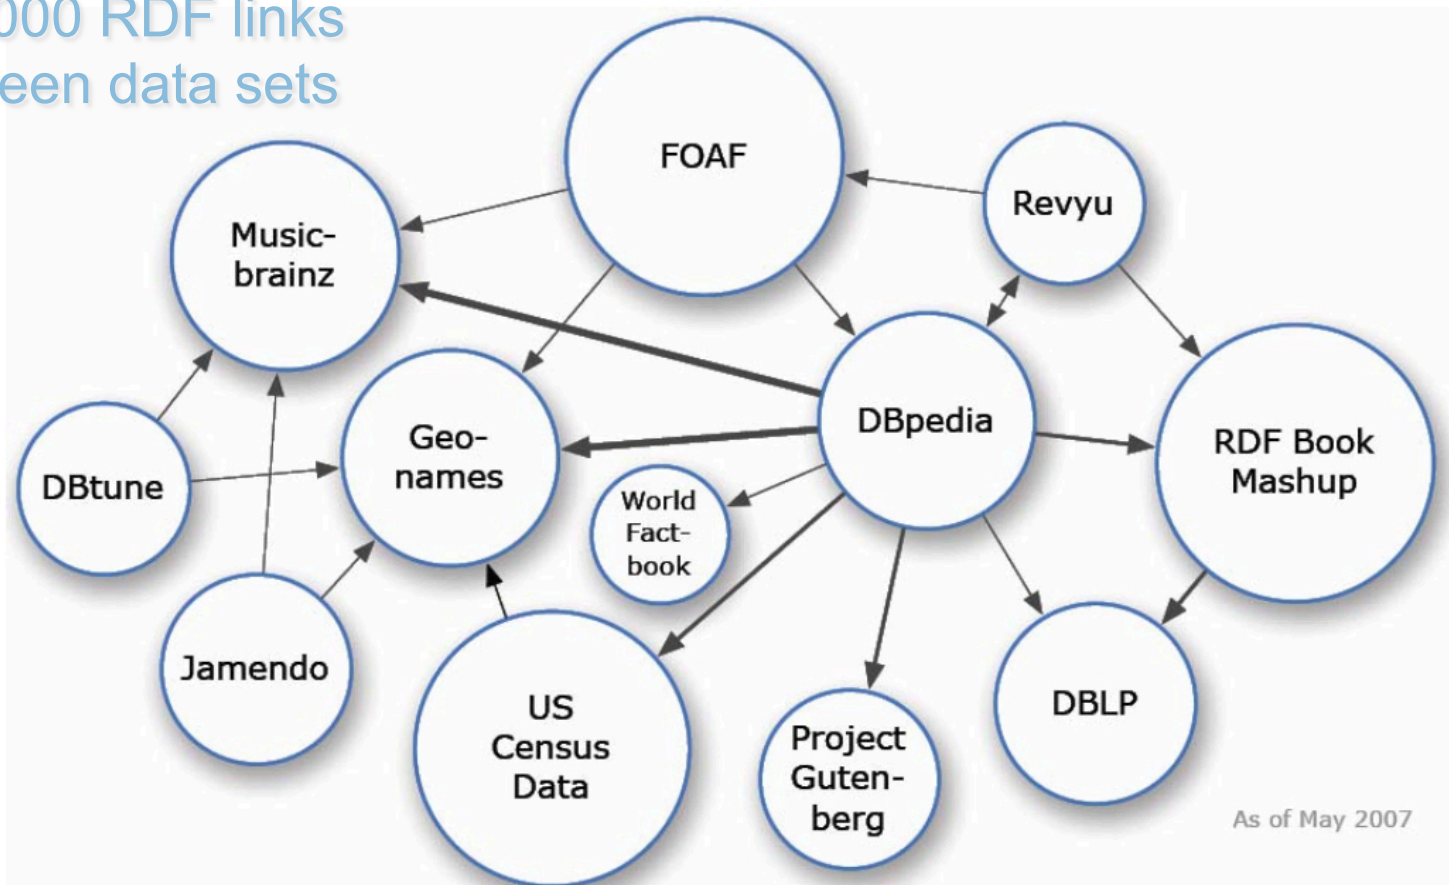 000 RDF links
een data sets
FOAF
Revyu
Music-
brainz
DBpedia
Geo-
names
RDF Book
Mashup
DBtune
World
Fact-
book
Jamendo
US
Census
Data
Project
Guten-
berg
DBLP
As of May 2007